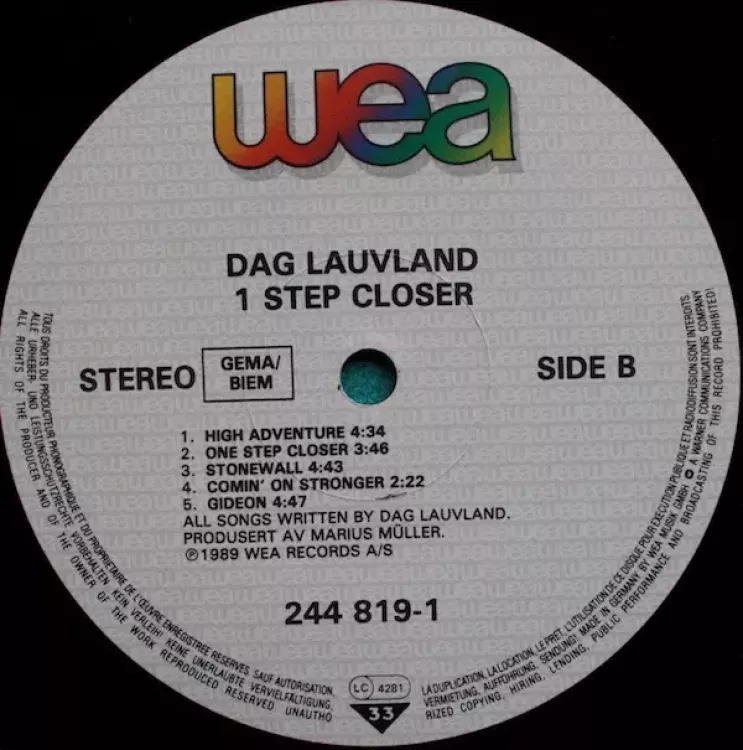 wea
DAG LAUVLAND
1 STEP CLOSER
STEREO
GEMA/
BIEM
SIDE B
1. HIGH ADVENTURE 4:34
2. ONE STEP CLOSER 3:46
3. STONEWALL 4:43
4. COMIN' ON STRONGER 2:22
5. GIDEON 4:47
ALL SONGS WRITTEN BY DAG LAUVLAND.
PRODUSERT AV MARIUS MÜLLER.
℗1989 WEA RECORDS A/S
244 819-1
LC 4281
33
TOUS DROITS DU PRODUCTEUR PHONOGRAPHIQUE ET DU PROPRIETAIRE DE L'ŒUVRE ENREGISTREE RESERVES. SAUF AUTORISATION, LA DUPLICATION, LA LOCATION, LE PRET, L'UTILISATION DE CE DISQUE POUR EXECUTION PUBLIQUE ET RADIODIFFUSION SONT INTERDITS.
ALLE URHEBER- UND LEISTUNGSSCHUTZRECHTE VORBEHALTEN. KEIN VERLEIH! KEINE UNERLAUBTE VERVIELFÄLTIGUNG, VERMIETUNG, AUFFÜHRUNG, SENDUNG! MADE IN GERMANY BY WEA MUSIK GMBH A WARNER COMMUNICATIONS COMPANY
ALL RIGHTS OF THE PRODUCER AND OF THE OWNER OF THE WORK REPRODUCED RESERVED UNAUTHORIZED COPYING, HIRING, LENDING, PUBLIC PERFORMANCE AND BROADCASTING OF THIS RECORD PROHIBITED!